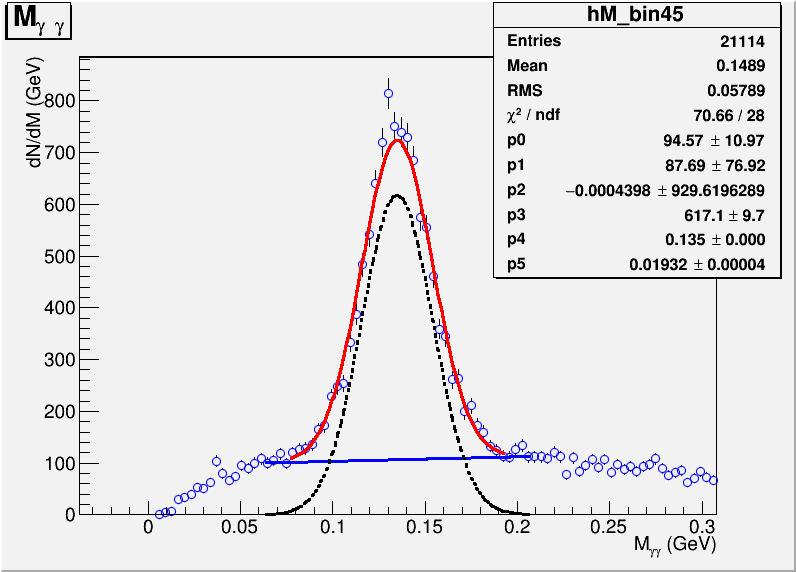 M γ γ
hM_bin45
Entries 21114
Mean 0.1489
RMS 0.05789
χ² / ndf 70.66 / 28
p0 94.57 ± 10.97
p1 87.69 ± 76.92
p2 −0.0004398 ± 929.6196289
p3 617.1 ± 9.7
p4 0.135 ± 0.000
p5 0.01932 ± 0.00004
dN/dM (GeV)
800
700
600
500
400
300
200
100
0
0 0.05 0.1 0.15 0.2 0.25 0.3
M γγ (GeV)